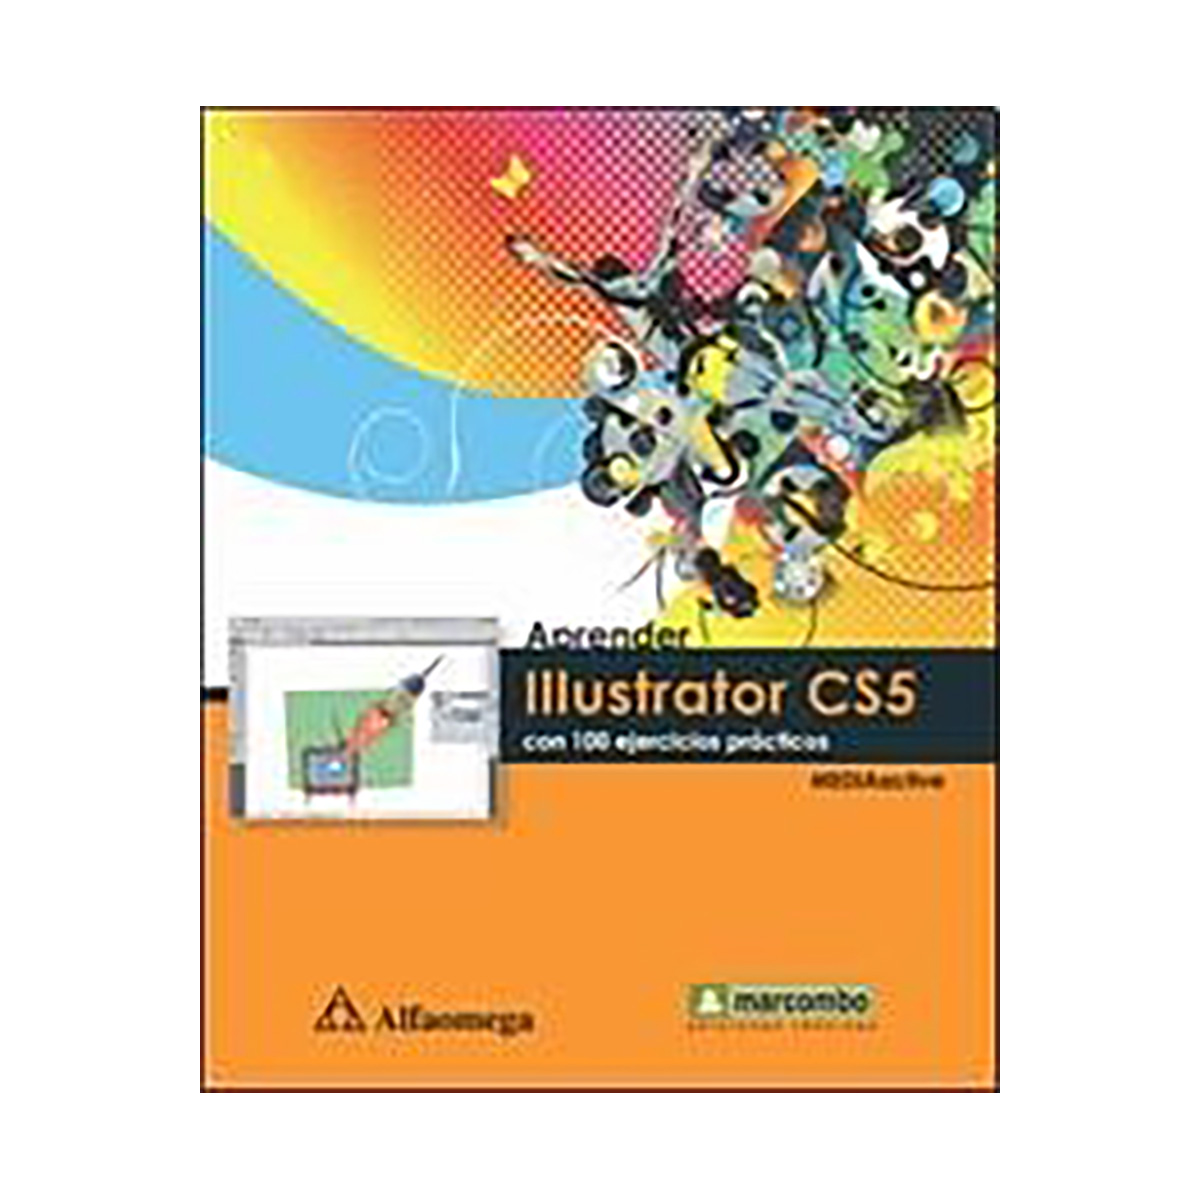 Aprender
Illustrator CS5
con 100 ejercicios prácticos
MEDIAactive
Alfaomega
marcombo